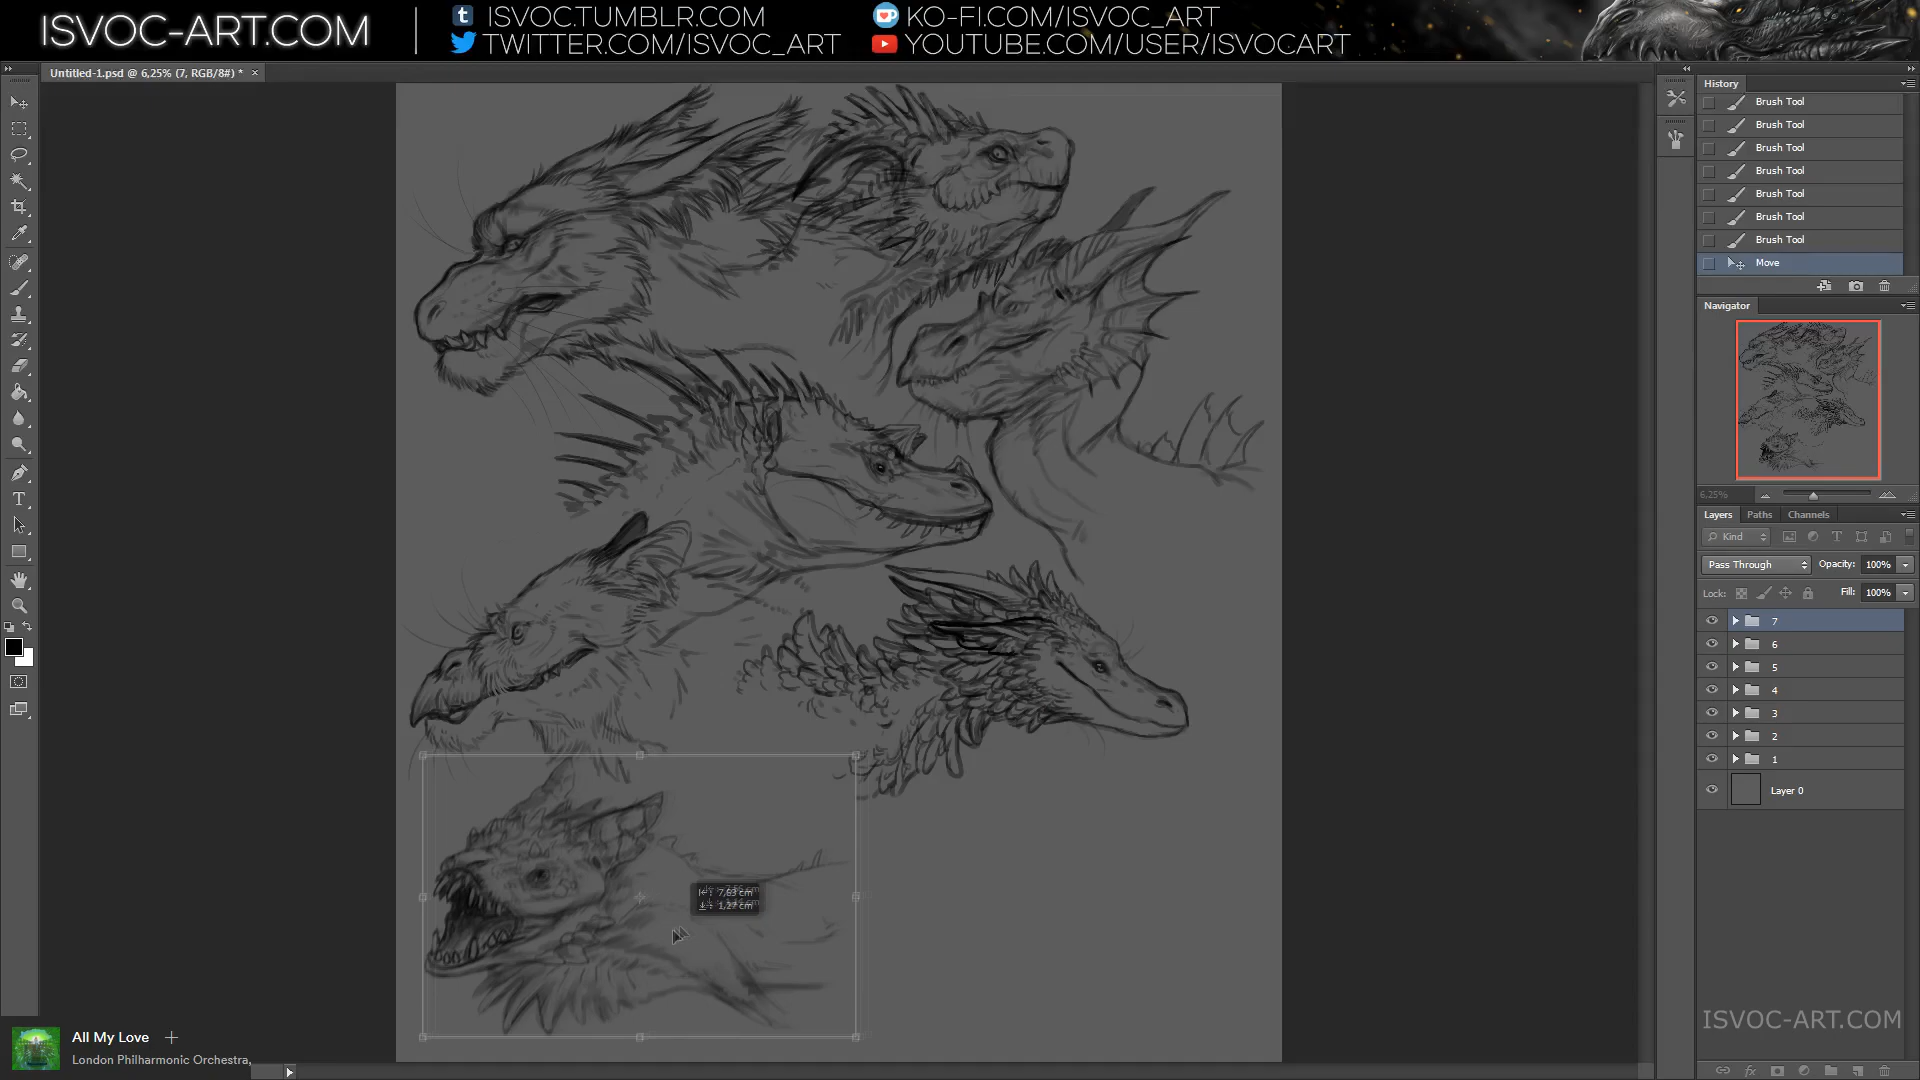 ISVOC-ART.COM
ISVOC.TUMBLR.COM
TWITTER.COM/ISVOC_ART
KO-FI.COM/ISVOC_ART
YOUTUBE.COM/USER/ISVOCART
Untitled-1.psd @ 6,25% (7, RGB/8#) *
History
Brush Tool
Brush Tool
Brush Tool
Brush Tool
Brush Tool
Brush Tool
Brush Tool
Move
Navigator
6,25%
Layers Paths Channels
Kind
Pass Through Opacity: 100%
Lock: Fill: 100%
7
6
5
4
3
2
1
Layer 0
7,63 cm
1,27 cm
ISVOC-ART.COM
All My Love
London Philharmonic Orchestra,